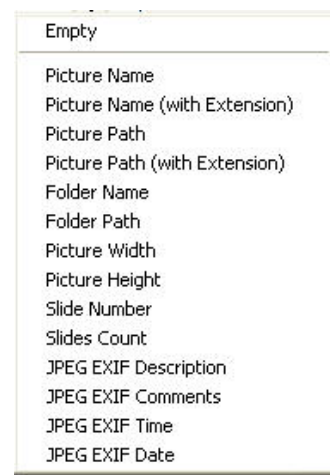 Empty
Picture Name
Picture Name (with Extension)
Picture Path
Picture Path (with Extension)
Folder Name
Folder Path
Picture Width
Picture Height
Slide Number
Slides Count
JPEG EXIF Description
JPEG EXIF Comments
JPEG EXIF Time
JPEG EXIF Date